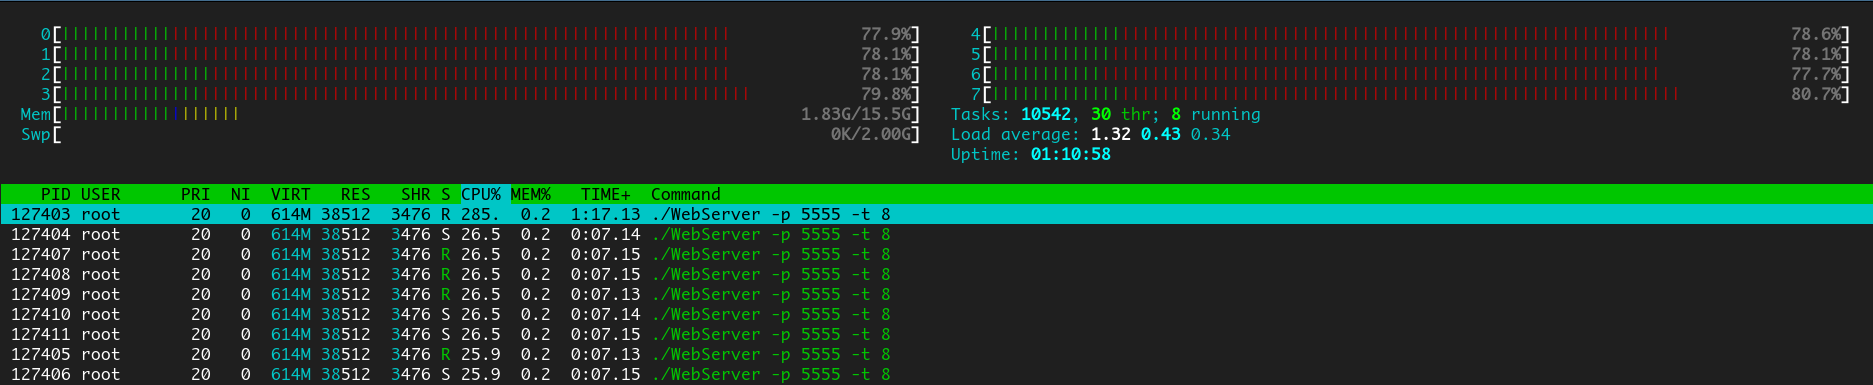 0[||||||||||||||||||||||||||||||||||||||||||||||||||||||||||||||||||| 77.9%] 4[|||||||||||||||||||||||||||||||||||||||||||||||||||||||||||||||||||| 78.6%]
1[||||||||||||||||||||||||||||||||||||||||||||||||||||||||||||||||||| 78.1%] 5[||||||||||||||||||||||||||||||||||||||||||||||||||||||||||||||||||| 78.1%]
2[||||||||||||||||||||||||||||||||||||||||||||||||||||||||||||||||||| 78.1%] 6[||||||||||||||||||||||||||||||||||||||||||||||||||||||||||||||||||| 77.7%]
3[||||||||||||||||||||||||||||||||||||||||||||||||||||||||||||||||||||| 79.8%] 7[||||||||||||||||||||||||||||||||||||||||||||||||||||||||||||||||||||| 80.7%]
Mem[|||||||||||||||||| 1.83G/15.5G] Tasks: 10542, 30 thr; 8 running
Swp[ 0K/2.00G] Load average: 1.32 0.43 0.34
Uptime: 01:10:58
PID USER PRI NI VIRT RES SHR S CPU% MEM% TIME+ Command
127403 root 20 0 614M 38512 3476 R 285. 0.2 1:17.13 ./WebServer -p 5555 -t 8
127404 root 20 0 614M 38512 3476 S 26.5 0.2 0:07.14 ./WebServer -p 5555 -t 8
127407 root 20 0 614M 38512 3476 R 26.5 0.2 0:07.15 ./WebServer -p 5555 -t 8
127408 root 20 0 614M 38512 3476 R 26.5 0.2 0:07.15 ./WebServer -p 5555 -t 8
127409 root 20 0 614M 38512 3476 R 26.5 0.2 0:07.13 ./WebServer -p 5555 -t 8
127410 root 20 0 614M 38512 3476 S 26.5 0.2 0:07.14 ./WebServer -p 5555 -t 8
127411 root 20 0 614M 38512 3476 S 26.5 0.2 0:07.15 ./WebServer -p 5555 -t 8
127405 root 20 0 614M 38512 3476 R 25.9 0.2 0:07.13 ./WebServer -p 5555 -t 8
127406 root 20 0 614M 38512 3476 S 25.9 0.2 0:07.15 ./WebServer -p 5555 -t 8